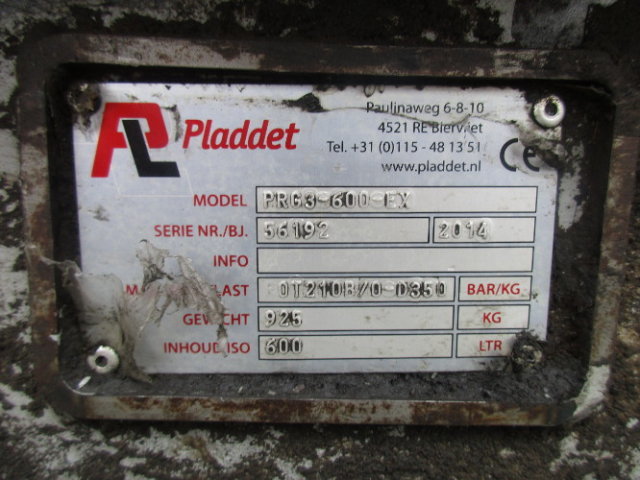 PL Pladdet
Paulinaweg 6-8-10
4521 RE Biervliet
Tel. +31 (0)115 - 48 13 51
www.pladdet.nl
CE
MODEL PRG3-600-EX
SERIE NR./BJ. 56192 2014
INFO
LAST BAR/KG
GEWICHT 925 KG
INHOUD ISO 600 LTR